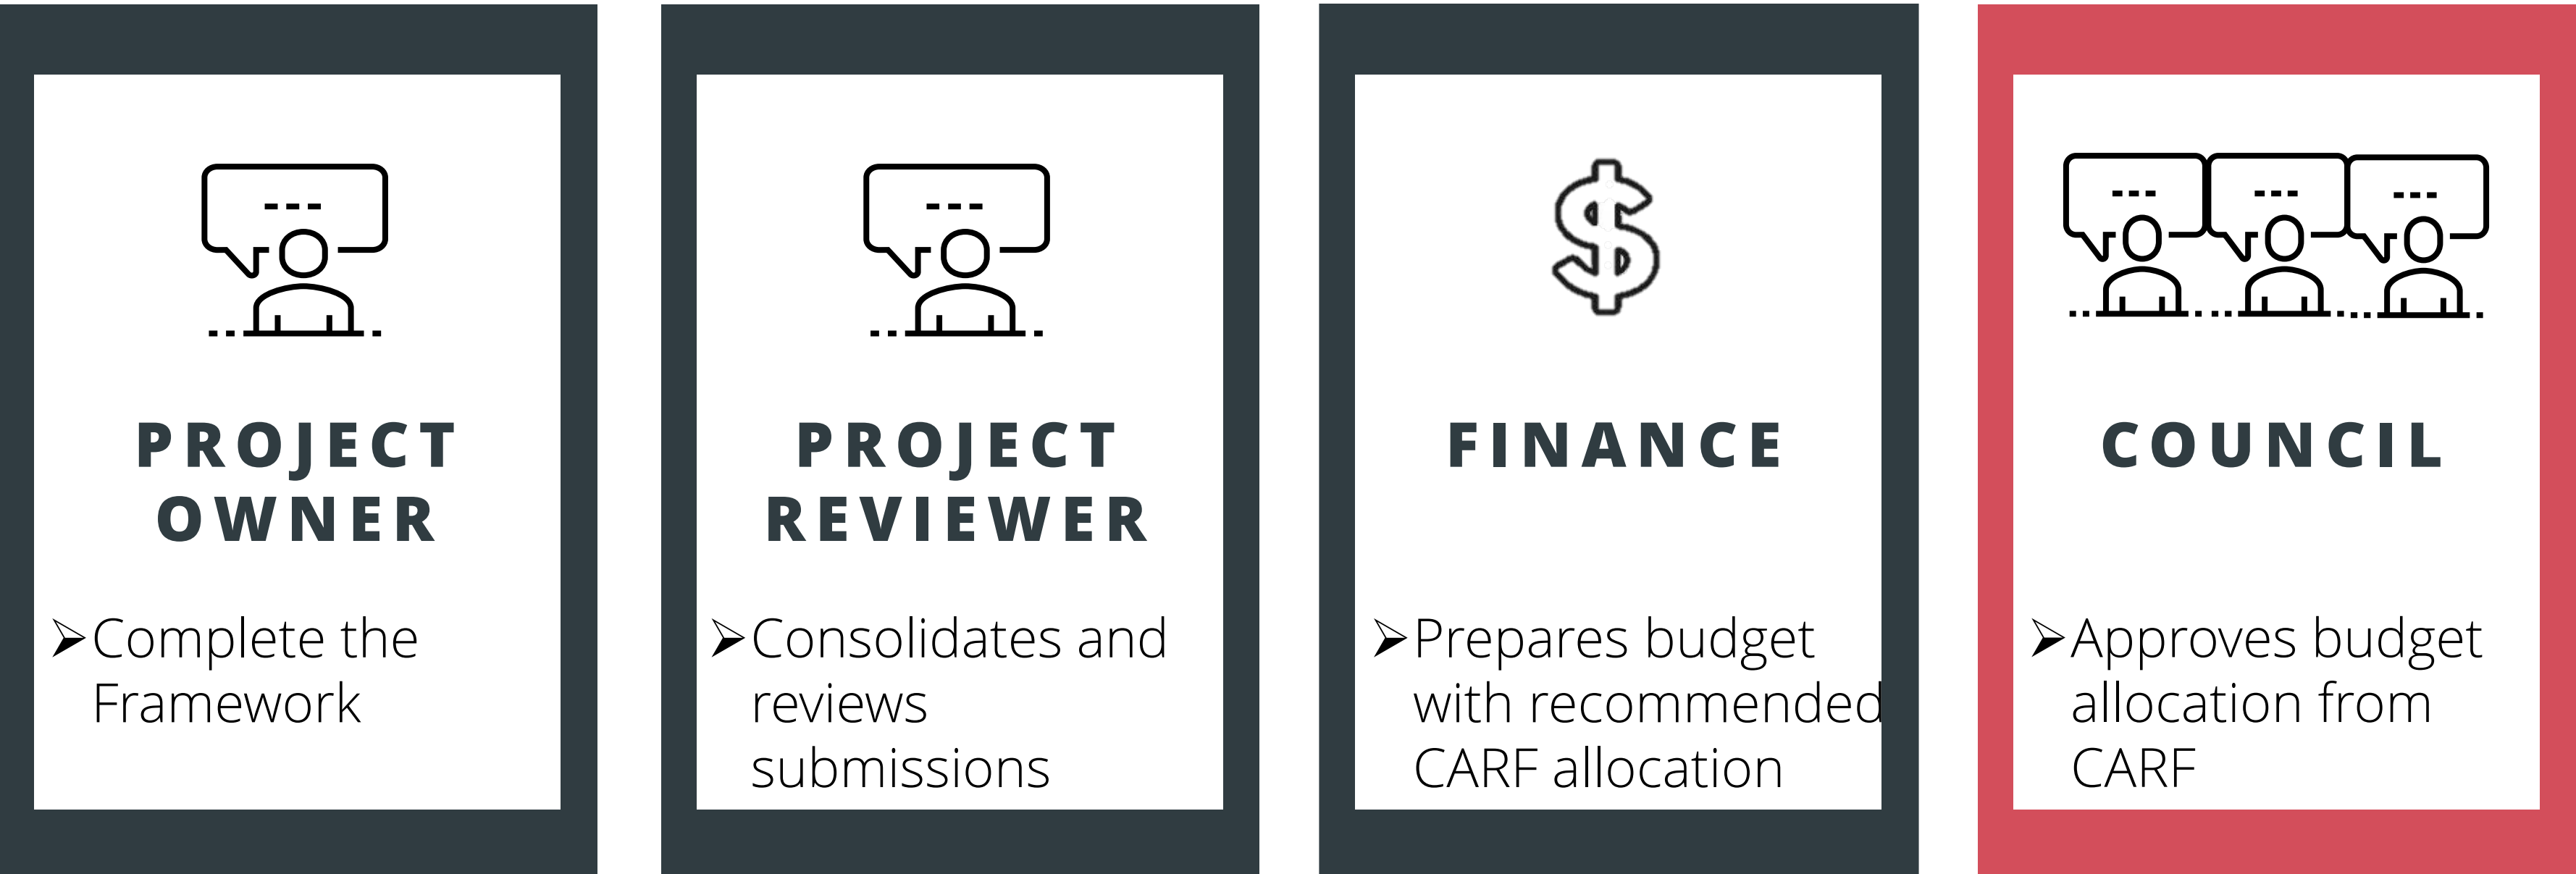 PROJECT
OWNER
➢Complete the
Framework
PROJECT
REVIEWER
➢Consolidates and
reviews
submissions
FINANCE
➢Prepares budget
with recommended
CARF allocation
COUNCIL
➢Approves budget
allocation from
CARF